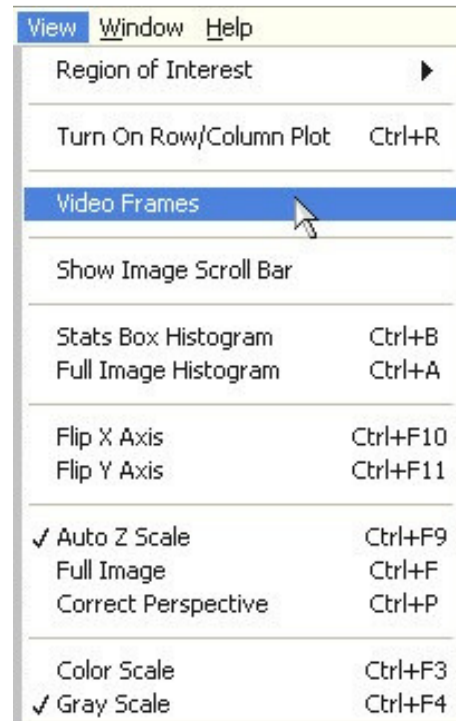 View Window Help
Region of Interest
Turn On Row/Column Plot Ctrl+R
Video Frames
Show Image Scroll Bar
Stats Box Histogram Ctrl+B
Full Image Histogram Ctrl+A
Flip X Axis Ctrl+F10
Flip Y Axis Ctrl+F11
Auto Z Scale Ctrl+F9
Full Image Ctrl+F
Correct Perspective Ctrl+P
Color Scale Ctrl+F3
Gray Scale Ctrl+F4